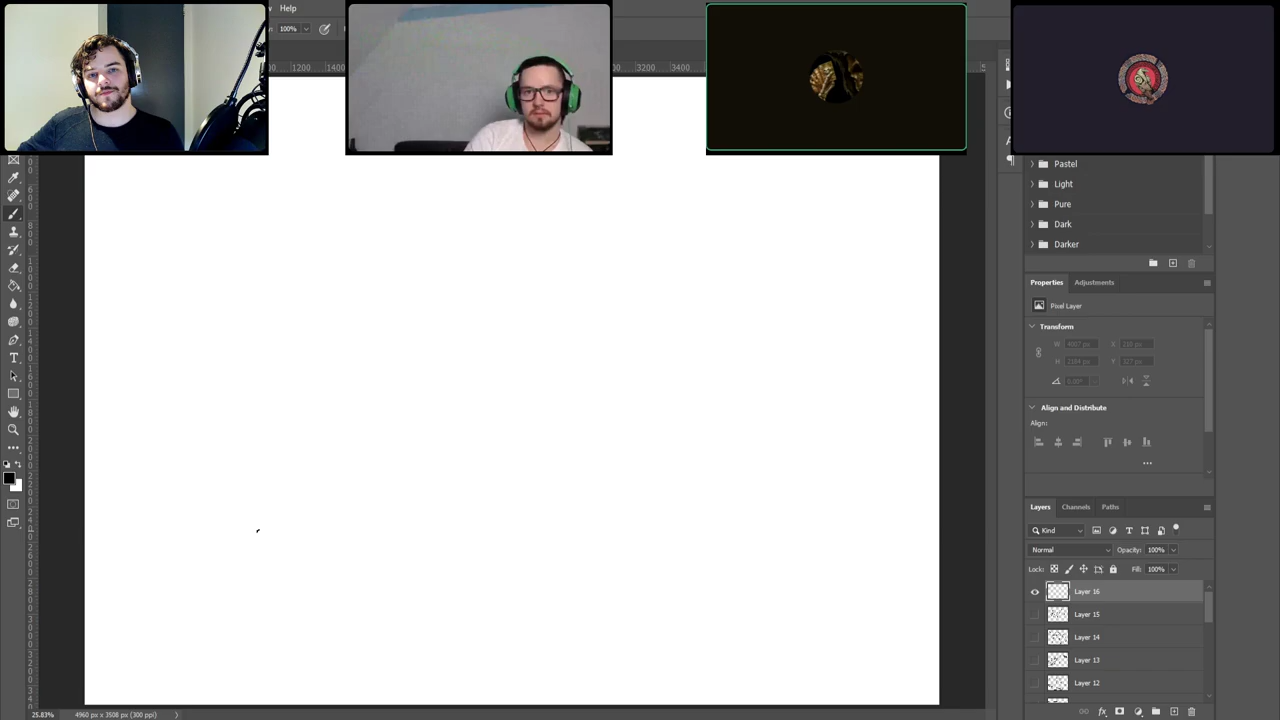 Help
100%
1200
1400
3200
3400
Pastel
Light
Pure
Dark
Darker
Properties
Adjustments
Pixel Layer
Transform
W:
X:
H:
Y:
0.00°
Align and Distribute
Align:
Layers
Channels
Paths
Kind
Normal
Opacity:
100%
Lock:
Fill:
100%
Layer 16
Layer 15
Layer 14
Layer 13
Layer 12
25.83%
4960 px x 3508 px (300 ppi)